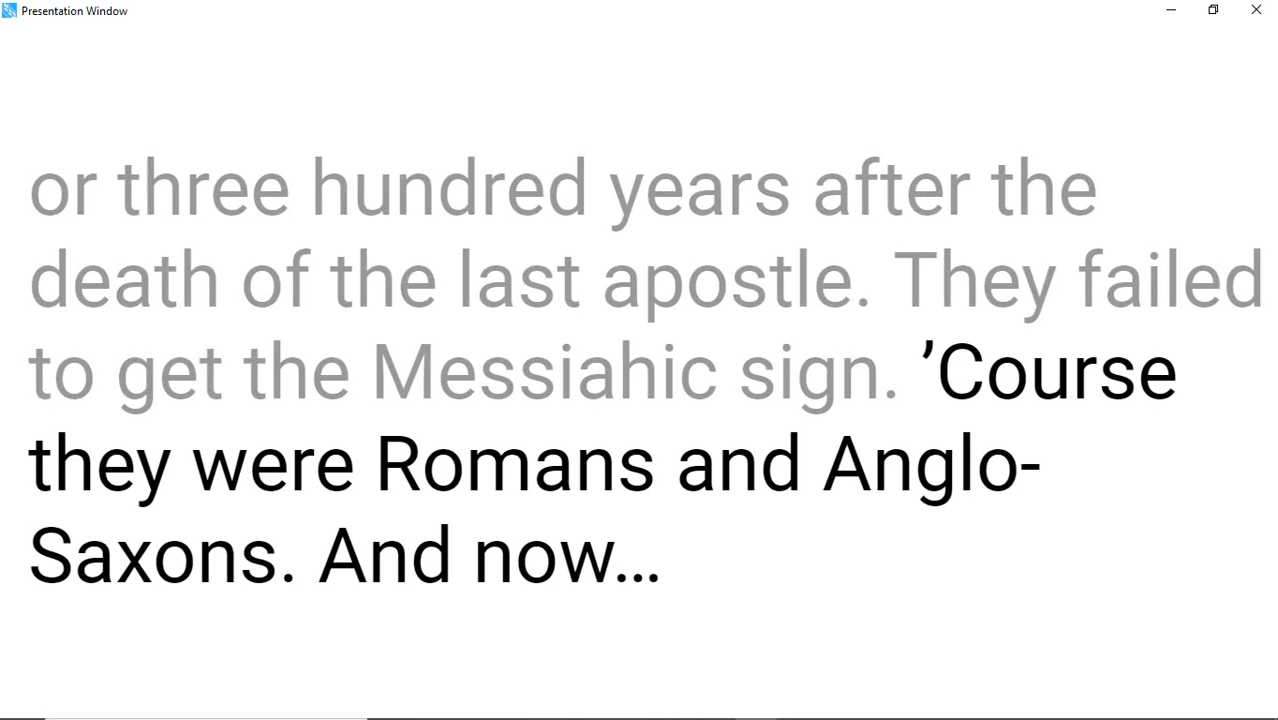 Presentation Window
or three hundred years after the
death of the last apostle. They failed
to get the Messiahic sign. ’Course
they were Romans and Anglo-
Saxons. And now…